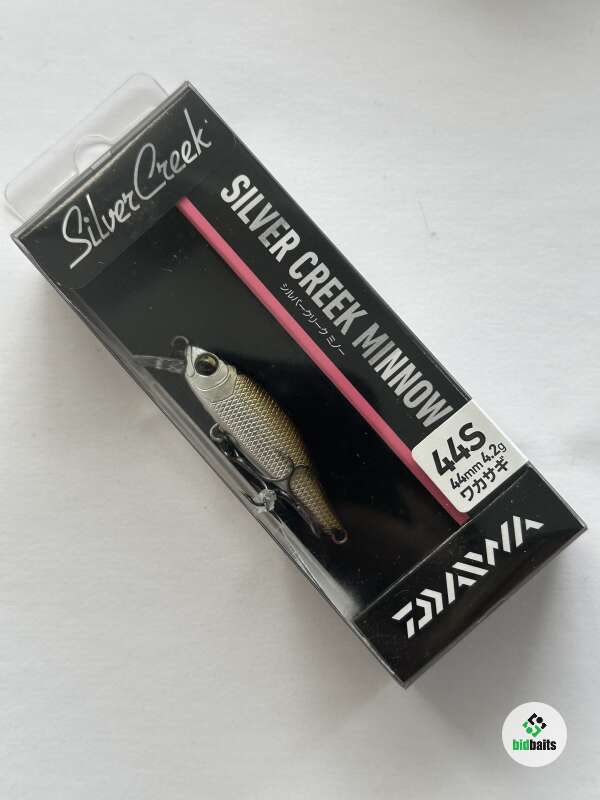 Silver Creek
SILVER CREEK MINNOW
シルバークリーク ミノー
44S
44mm 4.2g
ワカサギ
DAIWA
bidbaits